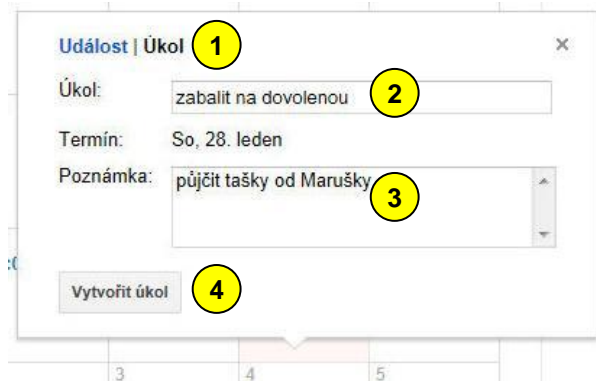 Událost | Úkol 1 ×
Úkol: zabalit na dovolenou 2
Termín: So, 28. leden
Poznámka: půjčit tašky od Marušky 3
Vytvořit úkol 4
3 4 5